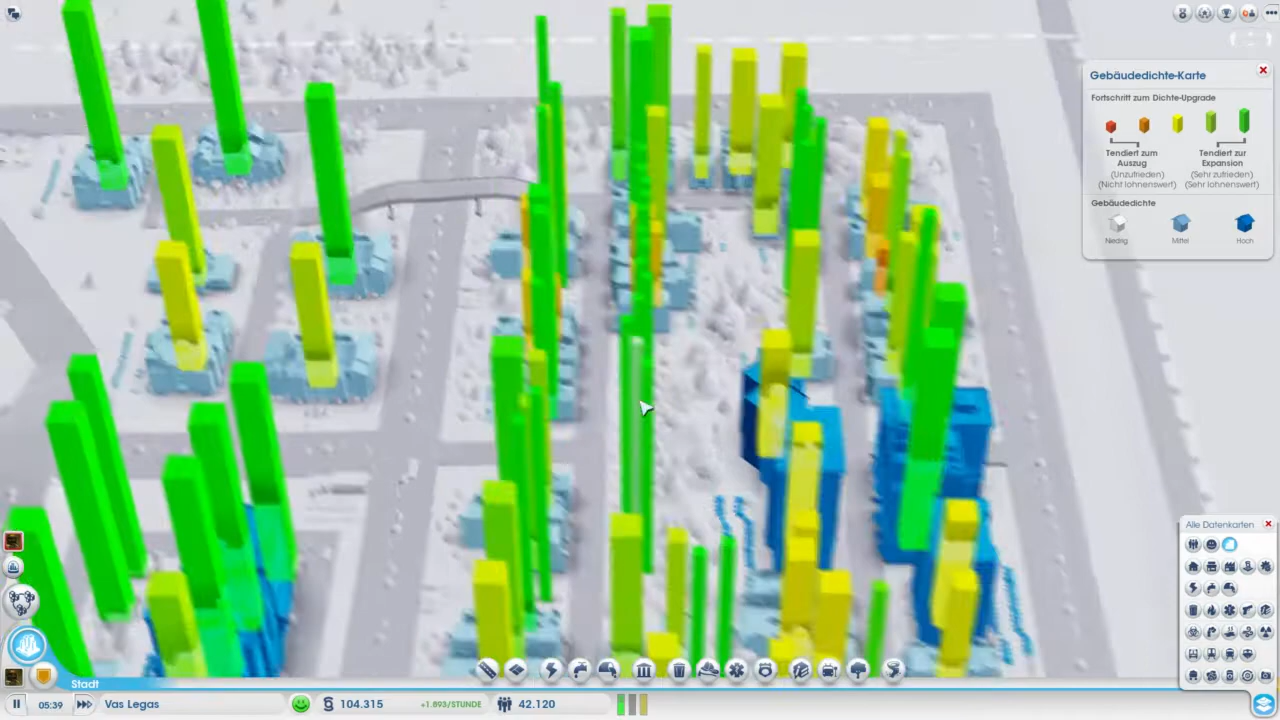 Gebäudedichte-Karte
Fortschritt zum Dichte-Upgrade
Tendiert zum Auszug
(Unzufrieden)
(Nicht lohnenswert)
Tendiert zur Expansion
(Sehr zufrieden)
(Sehr lohnenswert)
Gebäudedichte
Niedrig Mittel Hoch
Alle Datenkarten
Stadt
05:39 Vas Legas 104.315 +1.893/STUNDE 42.120